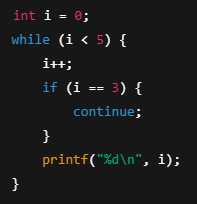 int i = 0;
while (i < 5) {
    i++;
    if (i == 3) {
        continue;
    }
    printf("%d\n", i);
}